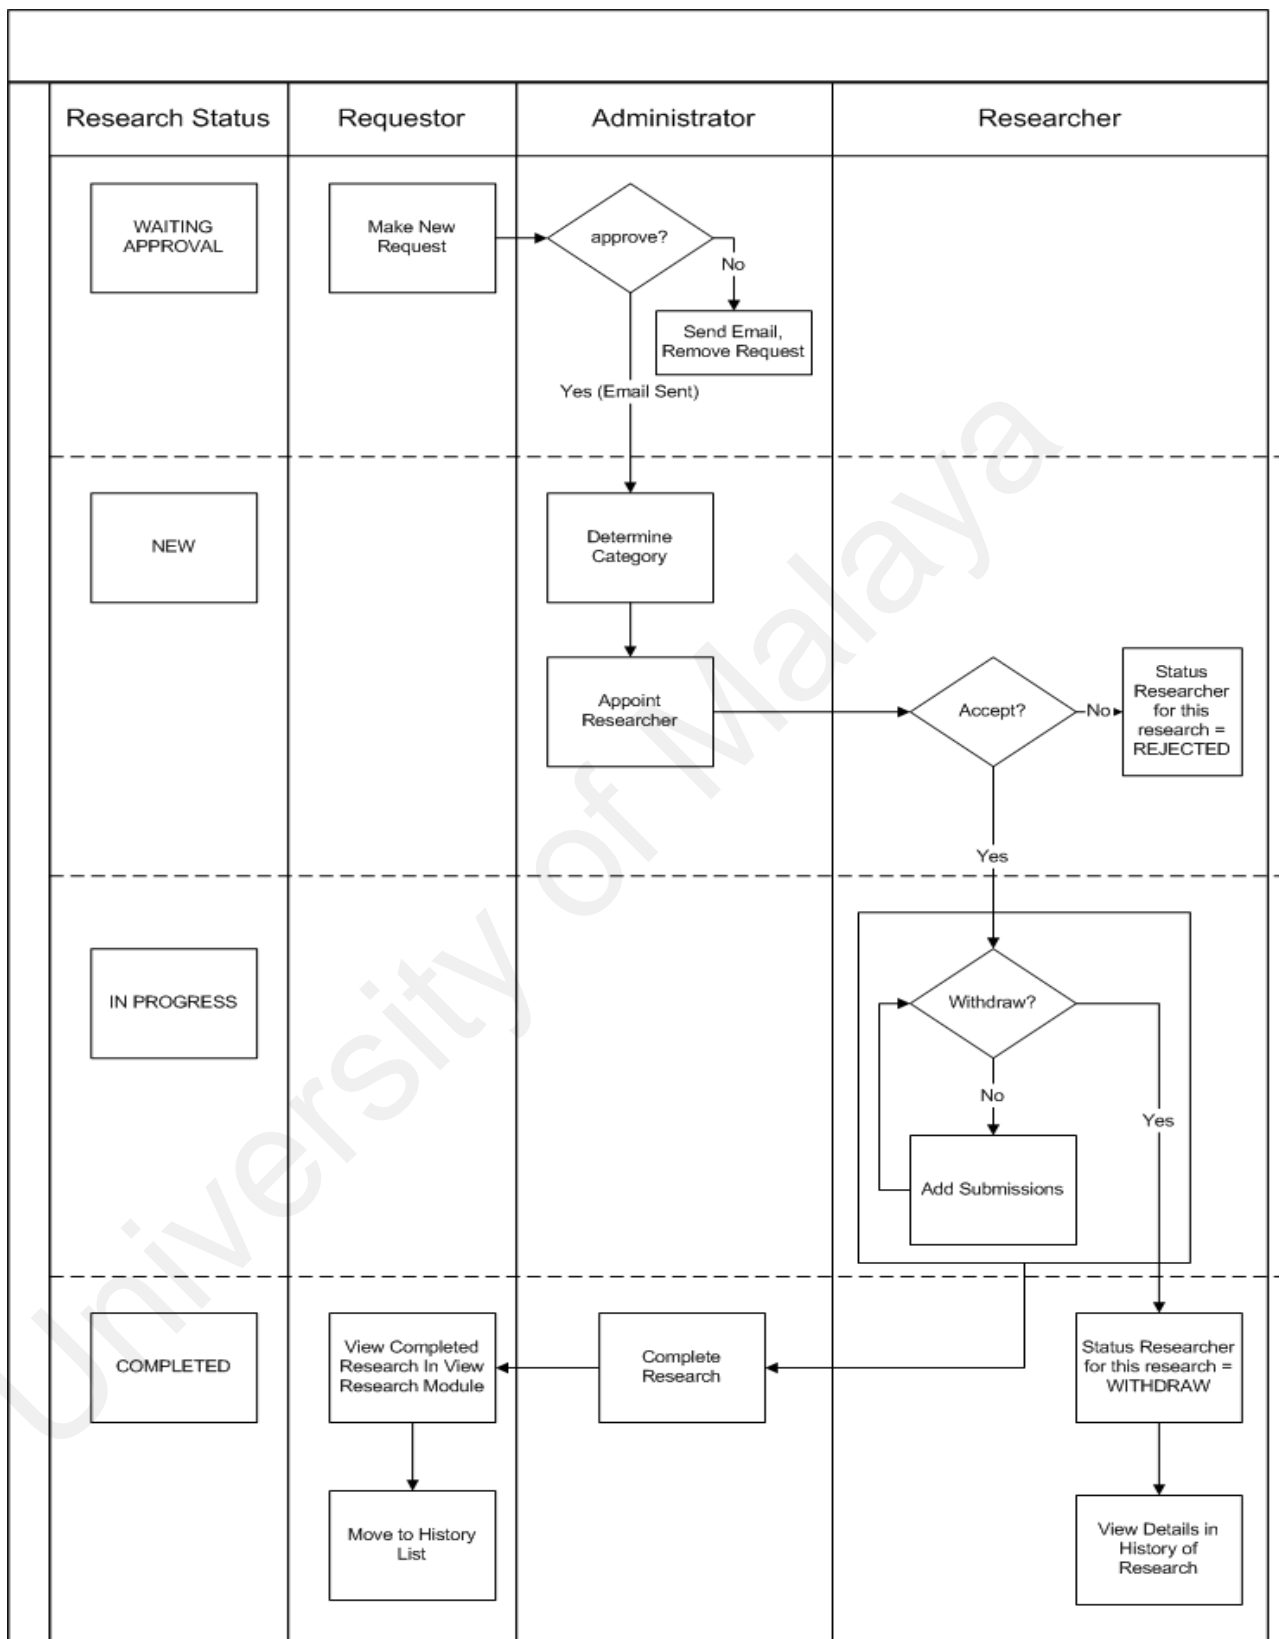 Research Status
Requestor
Administrator
Researcher
WAITING
APPROVAL
Make New
Request
approve?
No
Send Email,
Remove Request
Yes (Email Sent)
NEW
Determine
Category
Appoint
Researcher
Accept?
No
Status
Researcher
for this
research =
REJECTED
Yes
IN PROGRESS
Withdraw?
No
Yes
Add Submissions
COMPLETED
View Completed
Research In View
Research Module
Complete
Research
Status Researcher
for this research =
WITHDRAW
Move to History
List
View Details in
History of
Research
University of Malaya